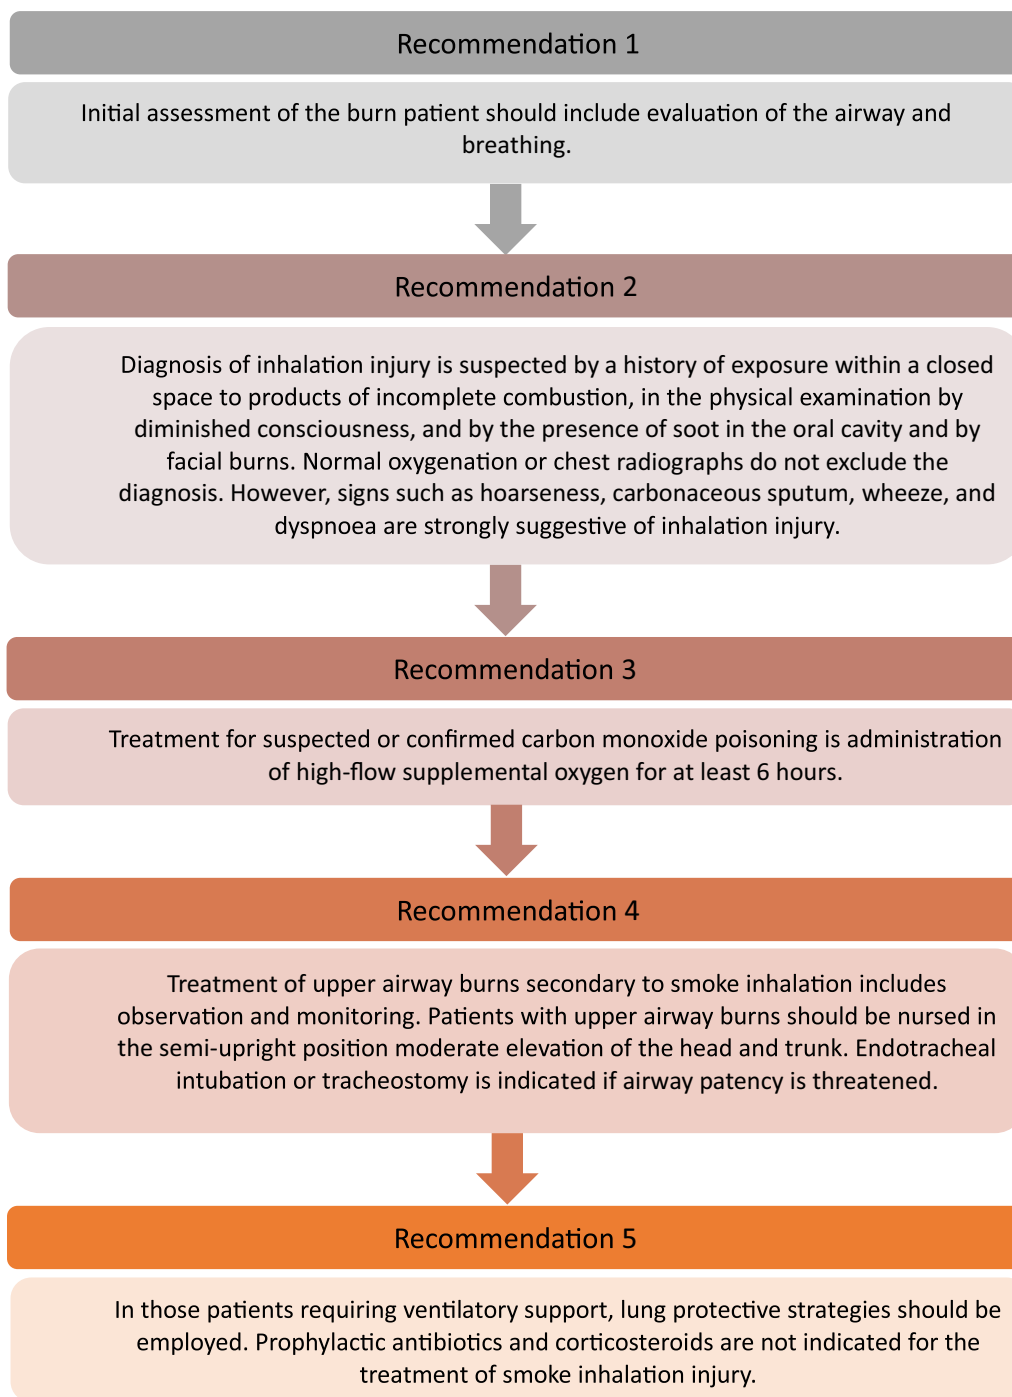 Recommendation 1
Initial assessment of the burn patient should include evaluation of the airway and
breathing.
Recommendation 2
Diagnosis of inhalation injury is suspected by a history of exposure within a closed
space to products of incomplete combustion, in the physical examination by
diminished consciousness, and by the presence of soot in the oral cavity and by
facial burns. Normal oxygenation or chest radiographs do not exclude the
diagnosis. However, signs such as hoarseness, carbonaceous sputum, wheeze, and
dyspnoea are strongly suggestive of inhalation injury.
Recommendation 3
Treatment for suspected or confirmed carbon monoxide poisoning is administration
of high-flow supplemental oxygen for at least 6 hours.
Recommendation 4
Treatment of upper airway burns secondary to smoke inhalation includes
observation and monitoring. Patients with upper airway burns should be nursed in
the semi-upright position moderate elevation of the head and trunk. Endotracheal
intubation or tracheostomy is indicated if airway patency is threatened.
Recommendation 5
In those patients requiring ventilatory support, lung protective strategies should be
employed. Prophylactic antibiotics and corticosteroids are not indicated for the
treatment of smoke inhalation injury.